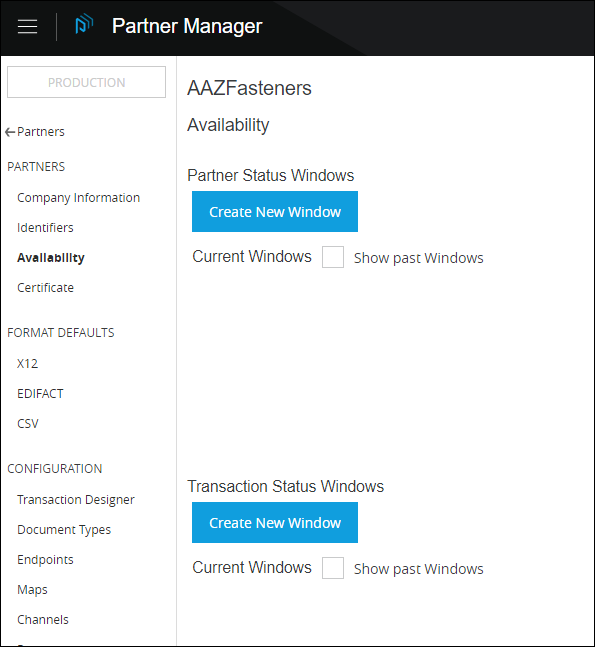 Partner Manager
PRODUCTION
Partners
PARTNERS
Company Information
Identifiers
Availability
Certificate
FORMAT DEFAULTS
X12
EDIFACT
CSV
CONFIGURATION
Transaction Designer
Document Types
Endpoints
Maps
Channels
AAZFasteners
Availability
Partner Status Windows
Create New Window
Current Windows Show past Windows
Transaction Status Windows
Create New Window
Current Windows Show past Windows